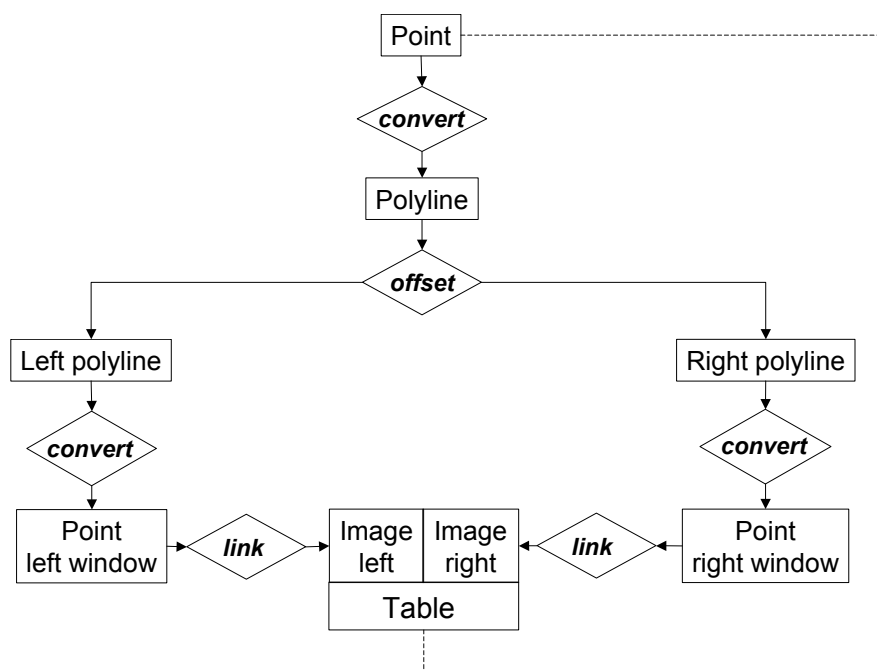 Point
convert
Polyline
offset
Left polyline
Right polyline
convert
convert
Point
left window
link
Image
left
Image
right
link
Point
right window
Table